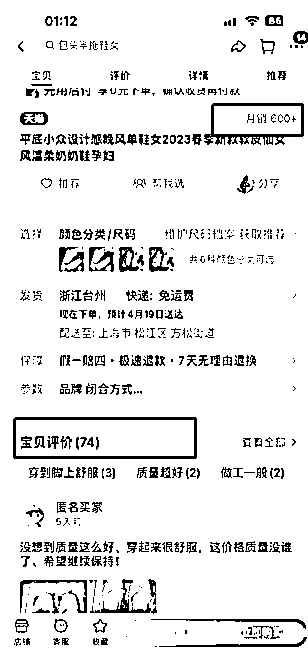 01:12
86
包头半拖鞋女
宝贝 评价 详情 推荐
先用后付 享0元下单，确认收货再付款
天猫
月销 600+
平底小众设计感晚风单鞋女2023春季新款软皮仙女
风温柔奶奶鞋孕妇
推荐 帮我选 分享
选择 颜色分类/尺码
共6种颜色分类可选
发货 浙江台州 快递: 免运费
现在下单，预计4月19日送达
配送至: 上海市 松江区 方松街道
保障 假一赔四·极速退款·7天无理由退换
参数 品牌 闭合方式...
宝贝评价 (74)
查看全部
穿到脚上舒服 (3) 质量超好 (2) 做工一般 (2)
匿名买家
5天前
没想到质量这么好、穿起来很舒服，这价格质量没谁
了、希望继续保持！
店铺 客服 收藏
立即购买